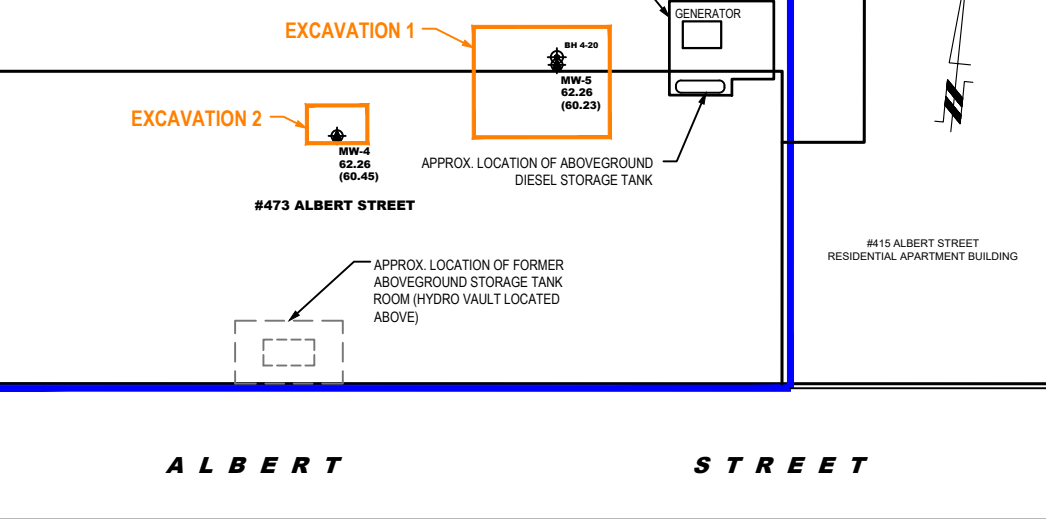 GENERATOR
EXCAVATION 1
BH 4-20
MW-5
62.26
(60.23)
EXCAVATION 2
MW-4
62.26
(60.45)
APPROX. LOCATION OF ABOVEGROUND
DIESEL STORAGE TANK
#473 ALBERT STREET
#415 ALBERT STREET
RESIDENTIAL APARTMENT BUILDING
APPROX. LOCATION OF FORMER
ABOVEGROUND STORAGE TANK
ROOM (HYDRO VAULT LOCATED
ABOVE)
ALBERT STREET